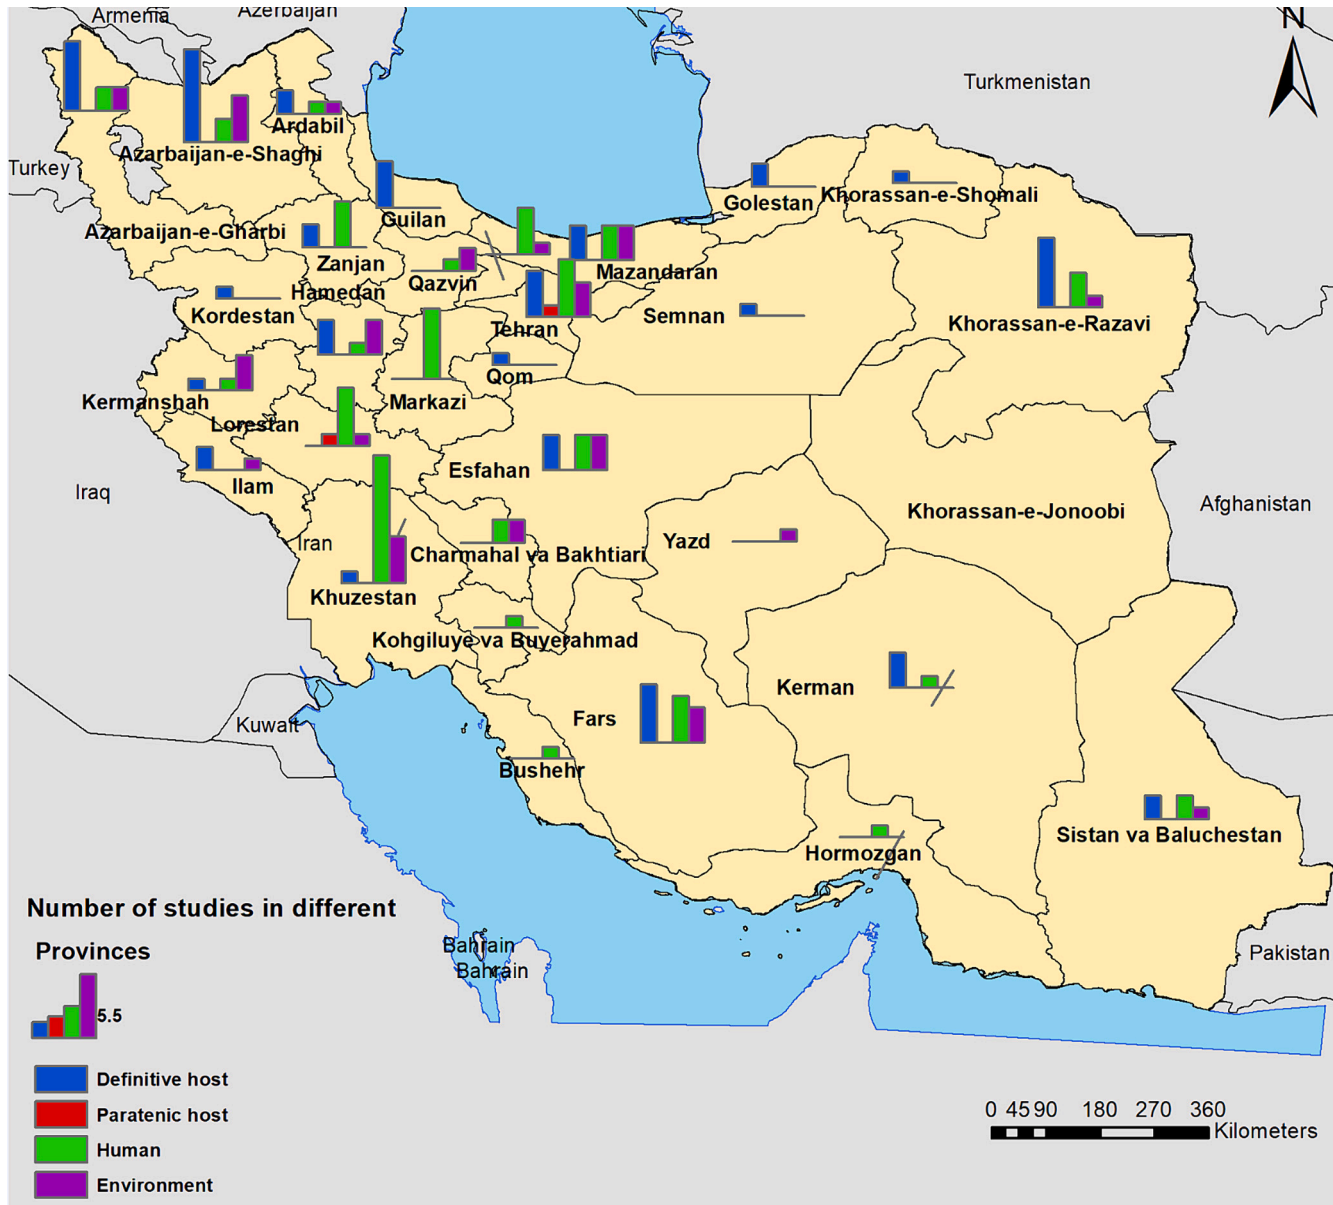 Armenia
Azerbaijan
N
Turkmenistan
Ardabil
Azarbaijan-e-Shaghi
Turkey
Golestan
Khorassan-e-Shomali
Guilan
Azarbaijan-e-Gharbi
Zanjan
Qazvin
Mazandaran
Hamedan
Kordestan
Tehran
Semnan
Khorassan-e-Razavi
Qom
Kermanshah
Markazi
Lorestan
Esfahan
Ilam
Iraq
Afghanistan
Khorassan-e-Jonoobi
Iran
Charmahal va Bakhtiari
Yazd
Khuzestan
Kohgiluye va Buyerahmad
Kerman
Fars
Kuwait
Bushehr
Sistan va Baluchestan
Hormozgan
Number of studies in different
Provinces
Bahrain
Bahrain
Pakistan
5.5
Definitive host
Paratenic host
Human
Environment
0 45 90 180 270 360
Kilometers